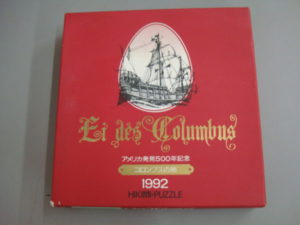 Ei des Columbus
アメリカ発見500年記念
コロンブスの卵
1992
HIKIMI-PUZZLE